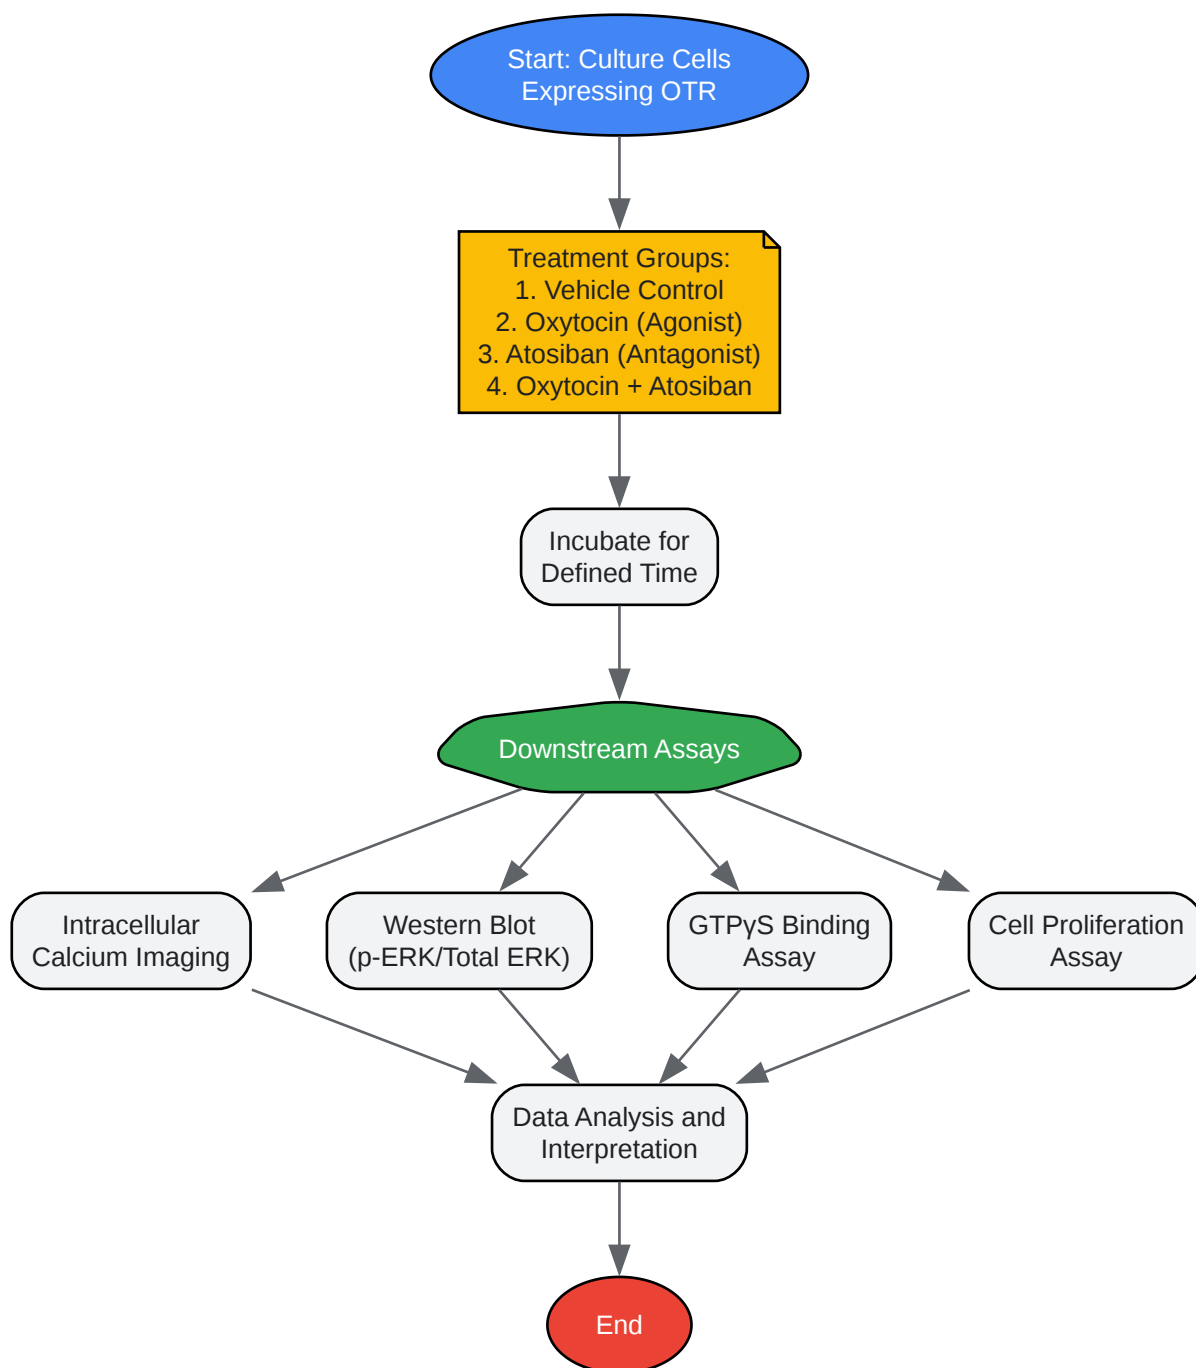 Start: Culture Cells
Expressing OTR
Treatment Groups:
1. Vehicle Control
2. Oxytocin (Agonist)
3. Atosiban (Antagonist)
4. Oxytocin + Atosiban
Incubate for
Defined Time
Downstream Assays
Intracellular
Calcium Imaging
Western Blot
(p-ERK/Total ERK)
GTPγS Binding
Assay
Cell Proliferation
Assay
Data Analysis and
Interpretation
End